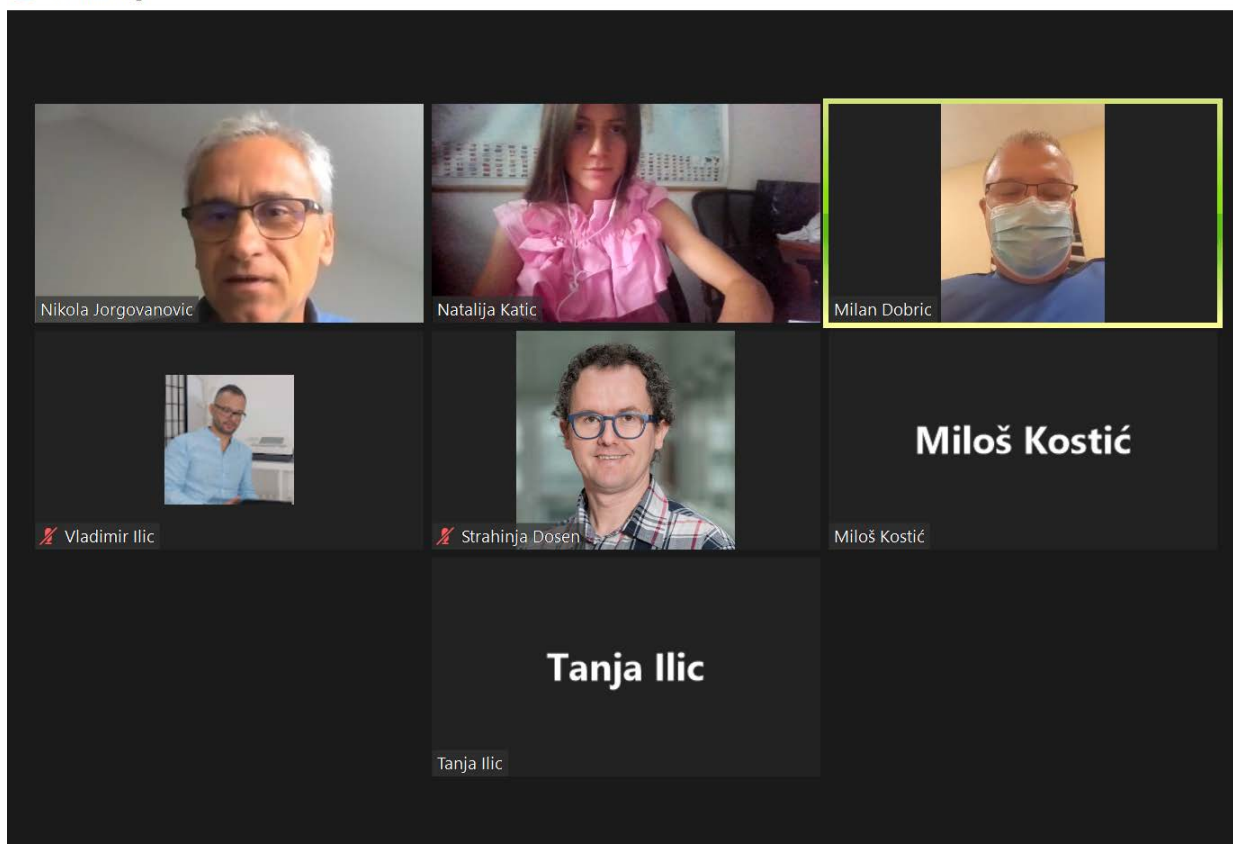 Nikola Jorgovanovic
Natalija Katic
Milan Dobric
Vladimir Ilic
Strahinja Dosen
Miloš Kostić
Miloš Kostić
Tanja Ilic
Tanja Ilic